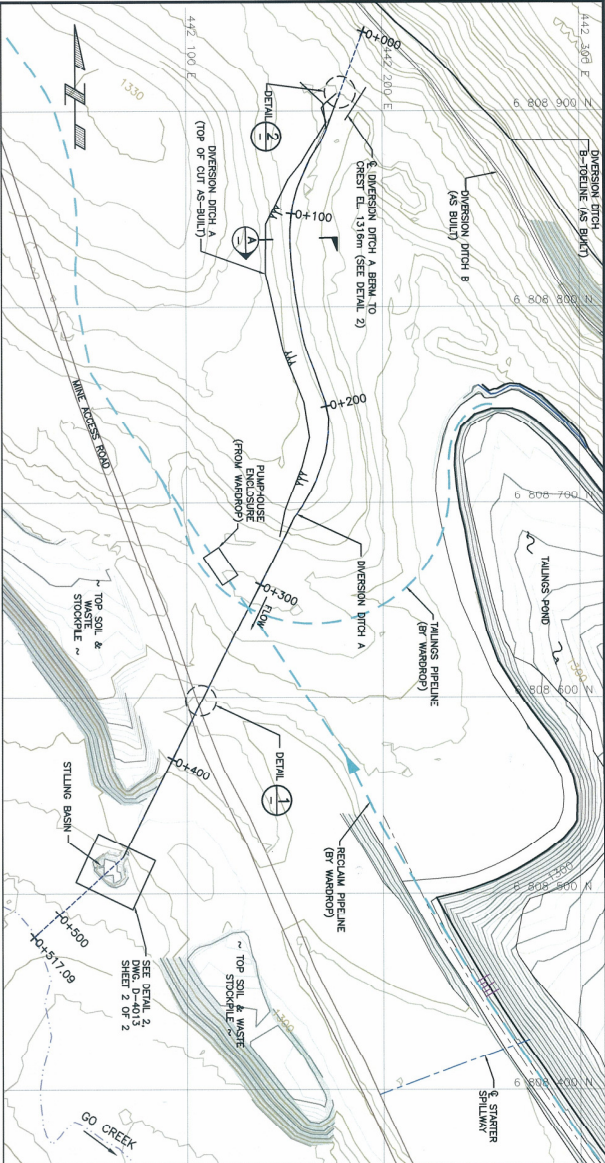 442 300 E
442 200 E
442 100 E
6 808 900 N
6 808 800 N
6 808 700 N
6 808 600 N
6 808 500 N
6 808 400 N
DIVERSION DITCH
B-TOELINE (AS BUILT)
DIVERSION DITCH B
(AS BUILT)
0+000
℄ DIVERSION DITCH A BERM TO
CREST EL. 1316m (SEE DETAIL 2)
DETAIL
2
-
1330
DIVERSION DITCH A
(TOP OF CUT AS-BUILT)
A
-
0+100
0+200
MINE ACCESS ROAD
PUMPHOUSE
ENCLOSURE
(FROM WARDROP)
DIVERSION DITCH A
0+300
FLOW
TAILINGS PIPELINE
(BY WARDROP)
TAILINGS POND
1300
~ TOP SOIL &
WASTE
STOCKPILE ~
DETAIL
1
-
0+400
RECLAIM PIPELINE
(BY WARDROP)
1300
STILLING BASIN
SEE DETAIL 2,
DWG. D-4013
SHEET 2 OF 2
0+500
0+517.09
~ TOP SOIL & WASTE
STOCKPILE ~
1300
℄ STARTER
SPILLWAY
GO CREEK